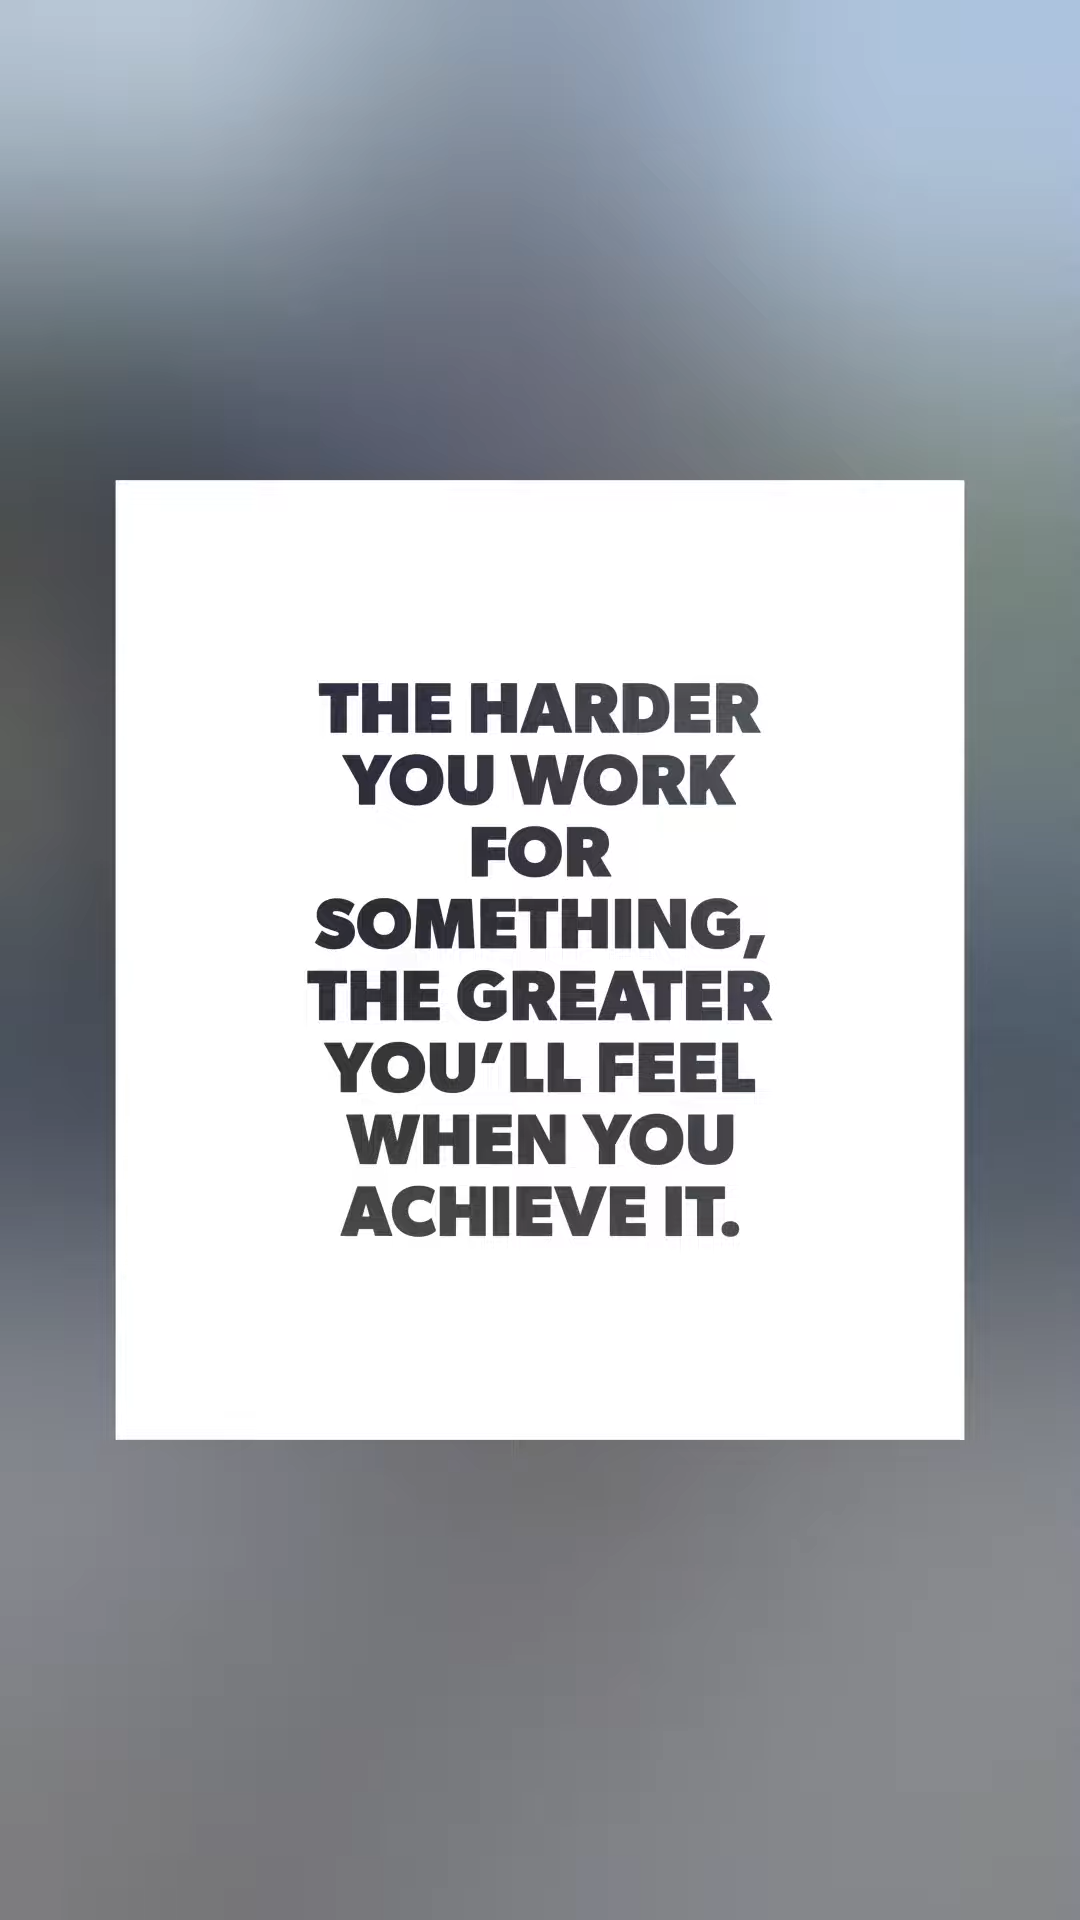 THE HARDER
YOU WORK
FOR
SOMETHING,
THE GREATER
YOU’LL FEEL
WHEN YOU
ACHIEVE IT.